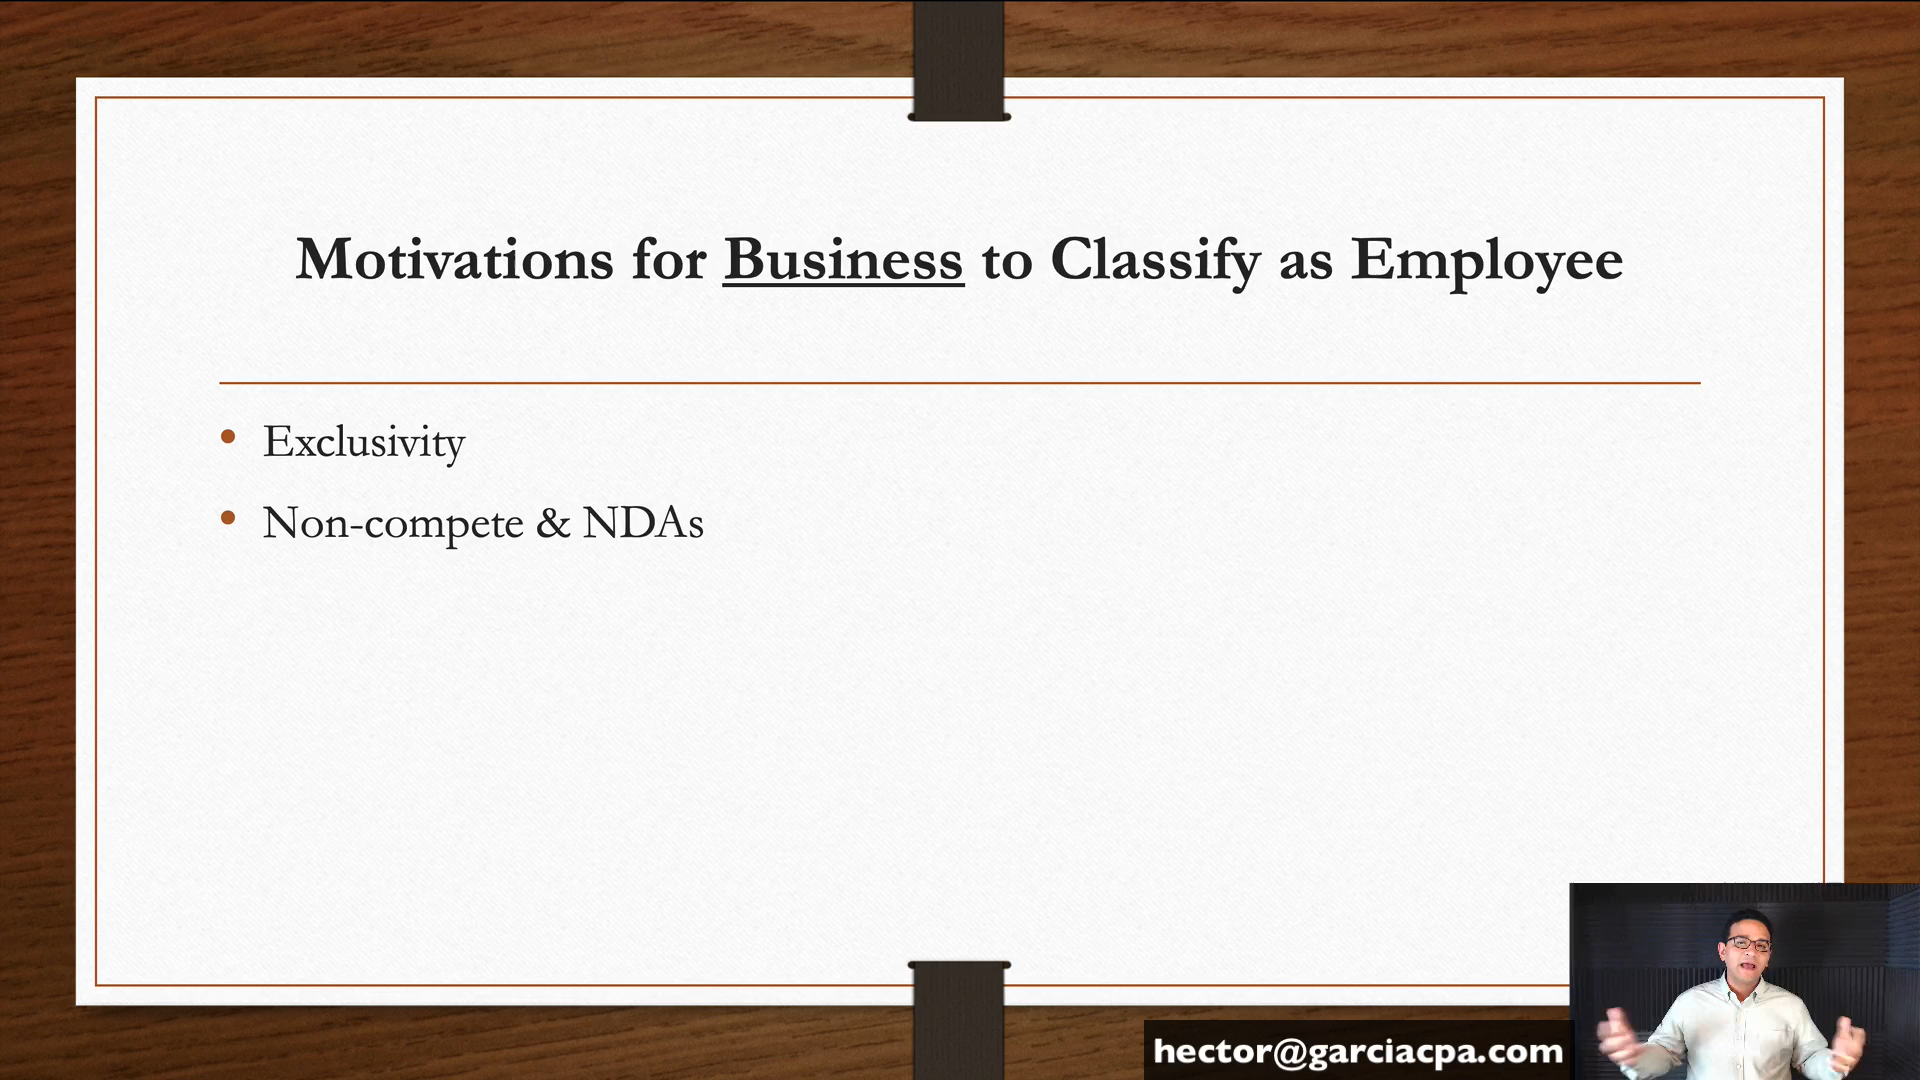 Motivations for Business to Classify as Employee
• Exclusivity
• Non-compete & NDAs
hector@garciacpa.com